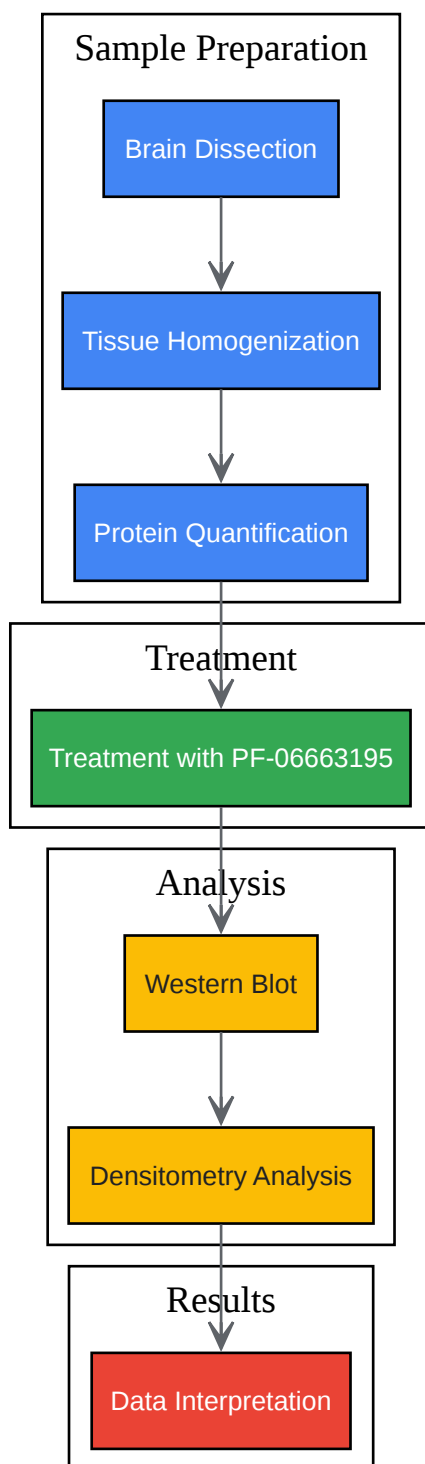 Sample Preparation
Brain Dissection
Tissue Homogenization
Protein Quantification
Treatment
Treatment with PF-06663195
Analysis
Western Blot
Densitometry Analysis
Results
Data Interpretation